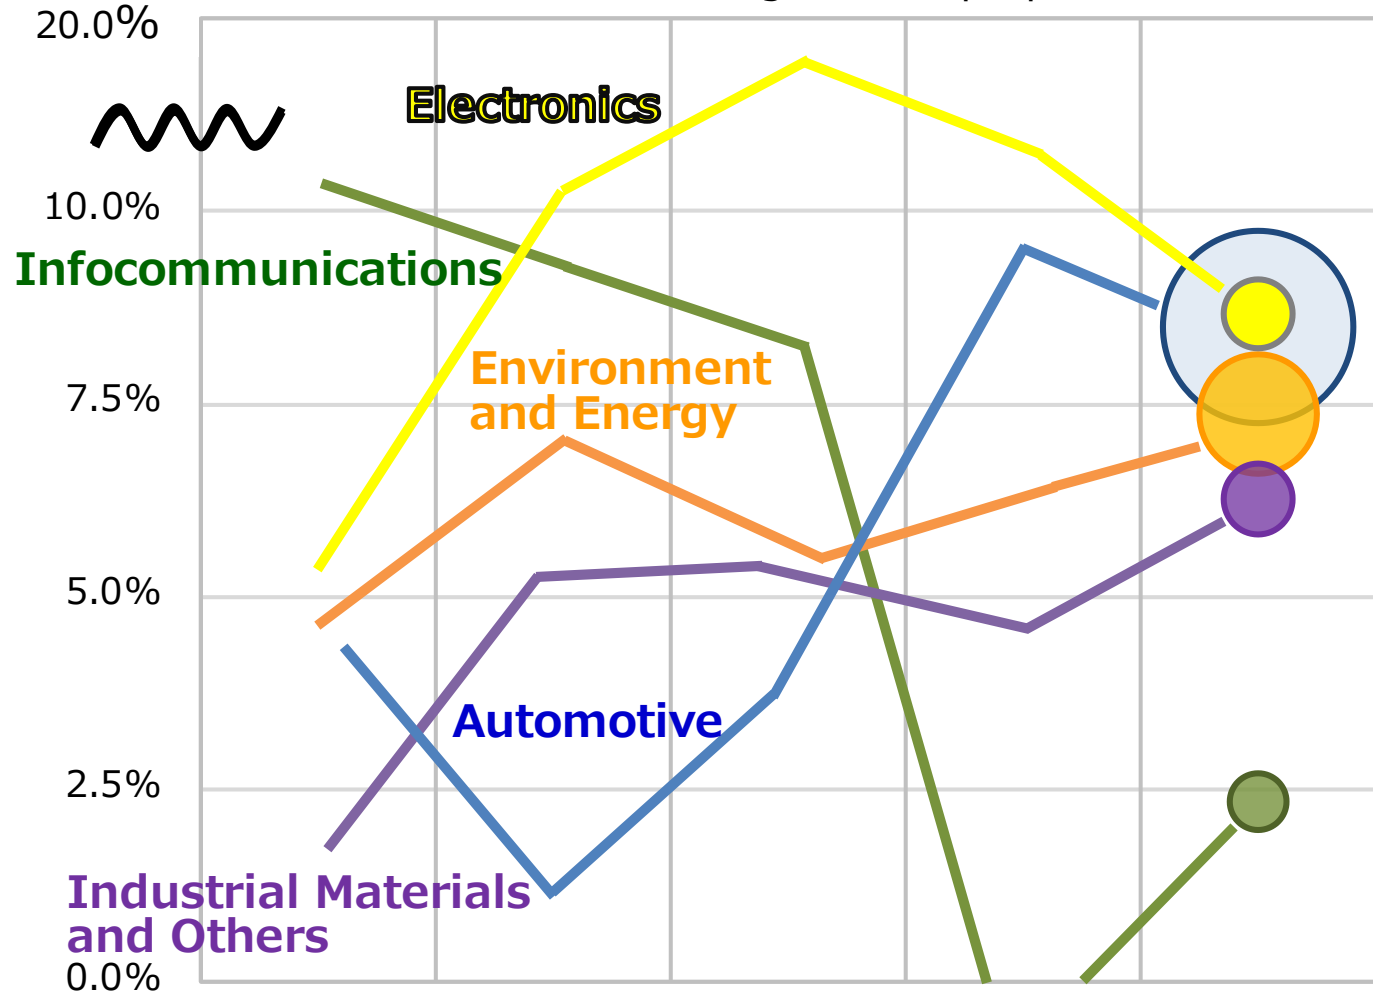 20.0%
Electronics
10.0%
Infocommunications
Environment
and Energy
7.5%
5.0%
Automotive
2.5%
Industrial Materials
and Others
0.0%